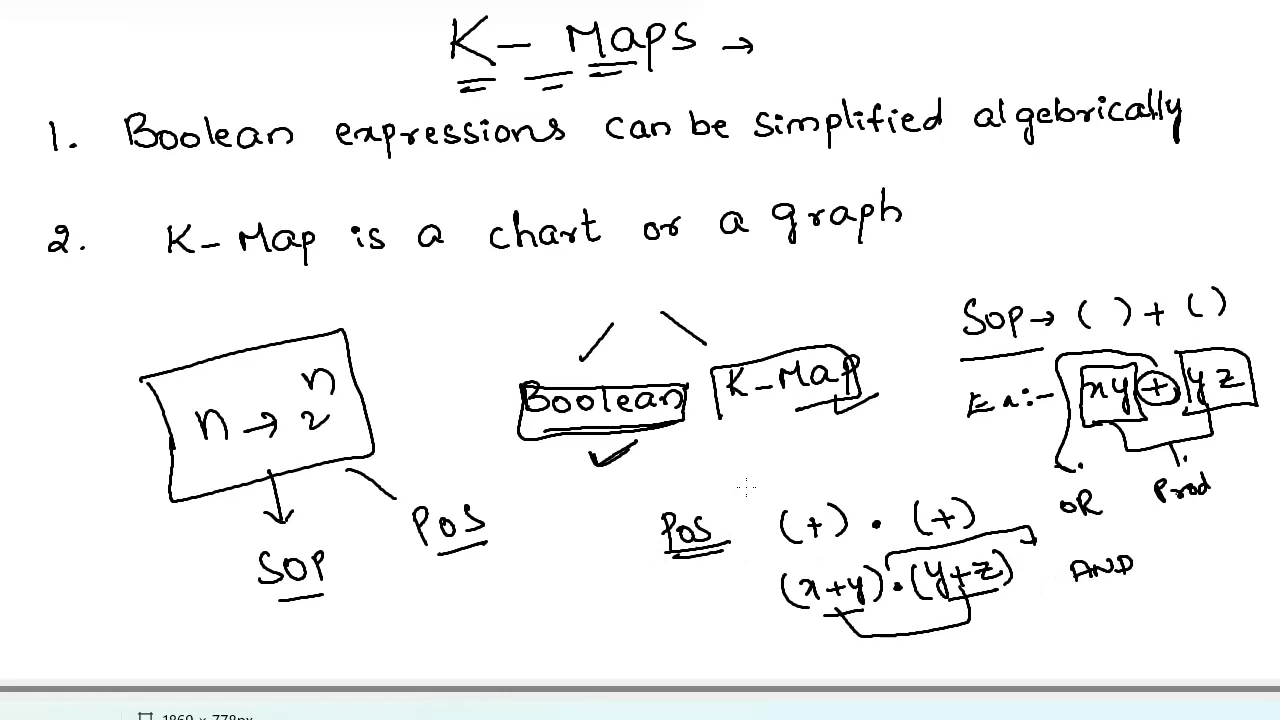 K- Maps →
1. Boolean expressions can be simplified algebrically
2. K-Map is a chart or a graph
SOP → ( ) + ( )
n → 2ⁿ
Boolean
K-Map
Ex:- xy + yz
OR
Prod
SOP
POS
POS (+) . (+)
(x+y) . (y+z)
AND